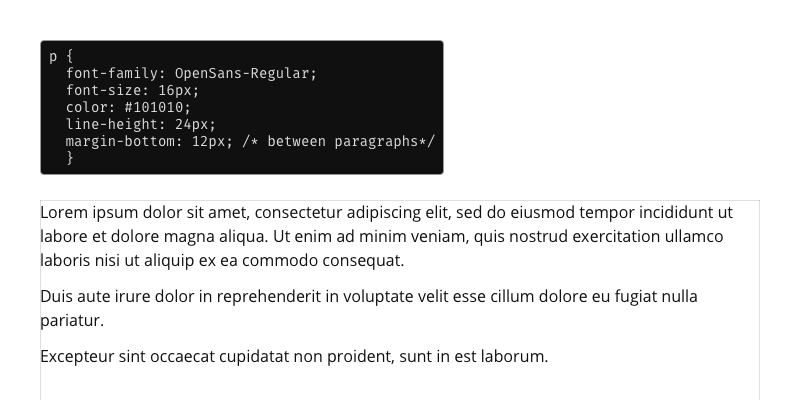 p {
font-family: OpenSans-Regular;
font-size: 16px;
color: #101010;
line-height: 24px;
margin-bottom: 12px; /* between paragraphs*/
}
Lorem ipsum dolor sit amet, consectetur adipiscing elit, sed do eiusmod tempor incididunt ut
labore et dolore magna aliqua. Ut enim ad minim veniam, quis nostrud exercitation ullamco
laboris nisi ut aliquip ex ea commodo consequat.
Duis aute irure dolor in reprehenderit in voluptate velit esse cillum dolore eu fugiat nulla
pariatur.
Excepteur sint occaecat cupidatat non proident, sunt in est laborum.